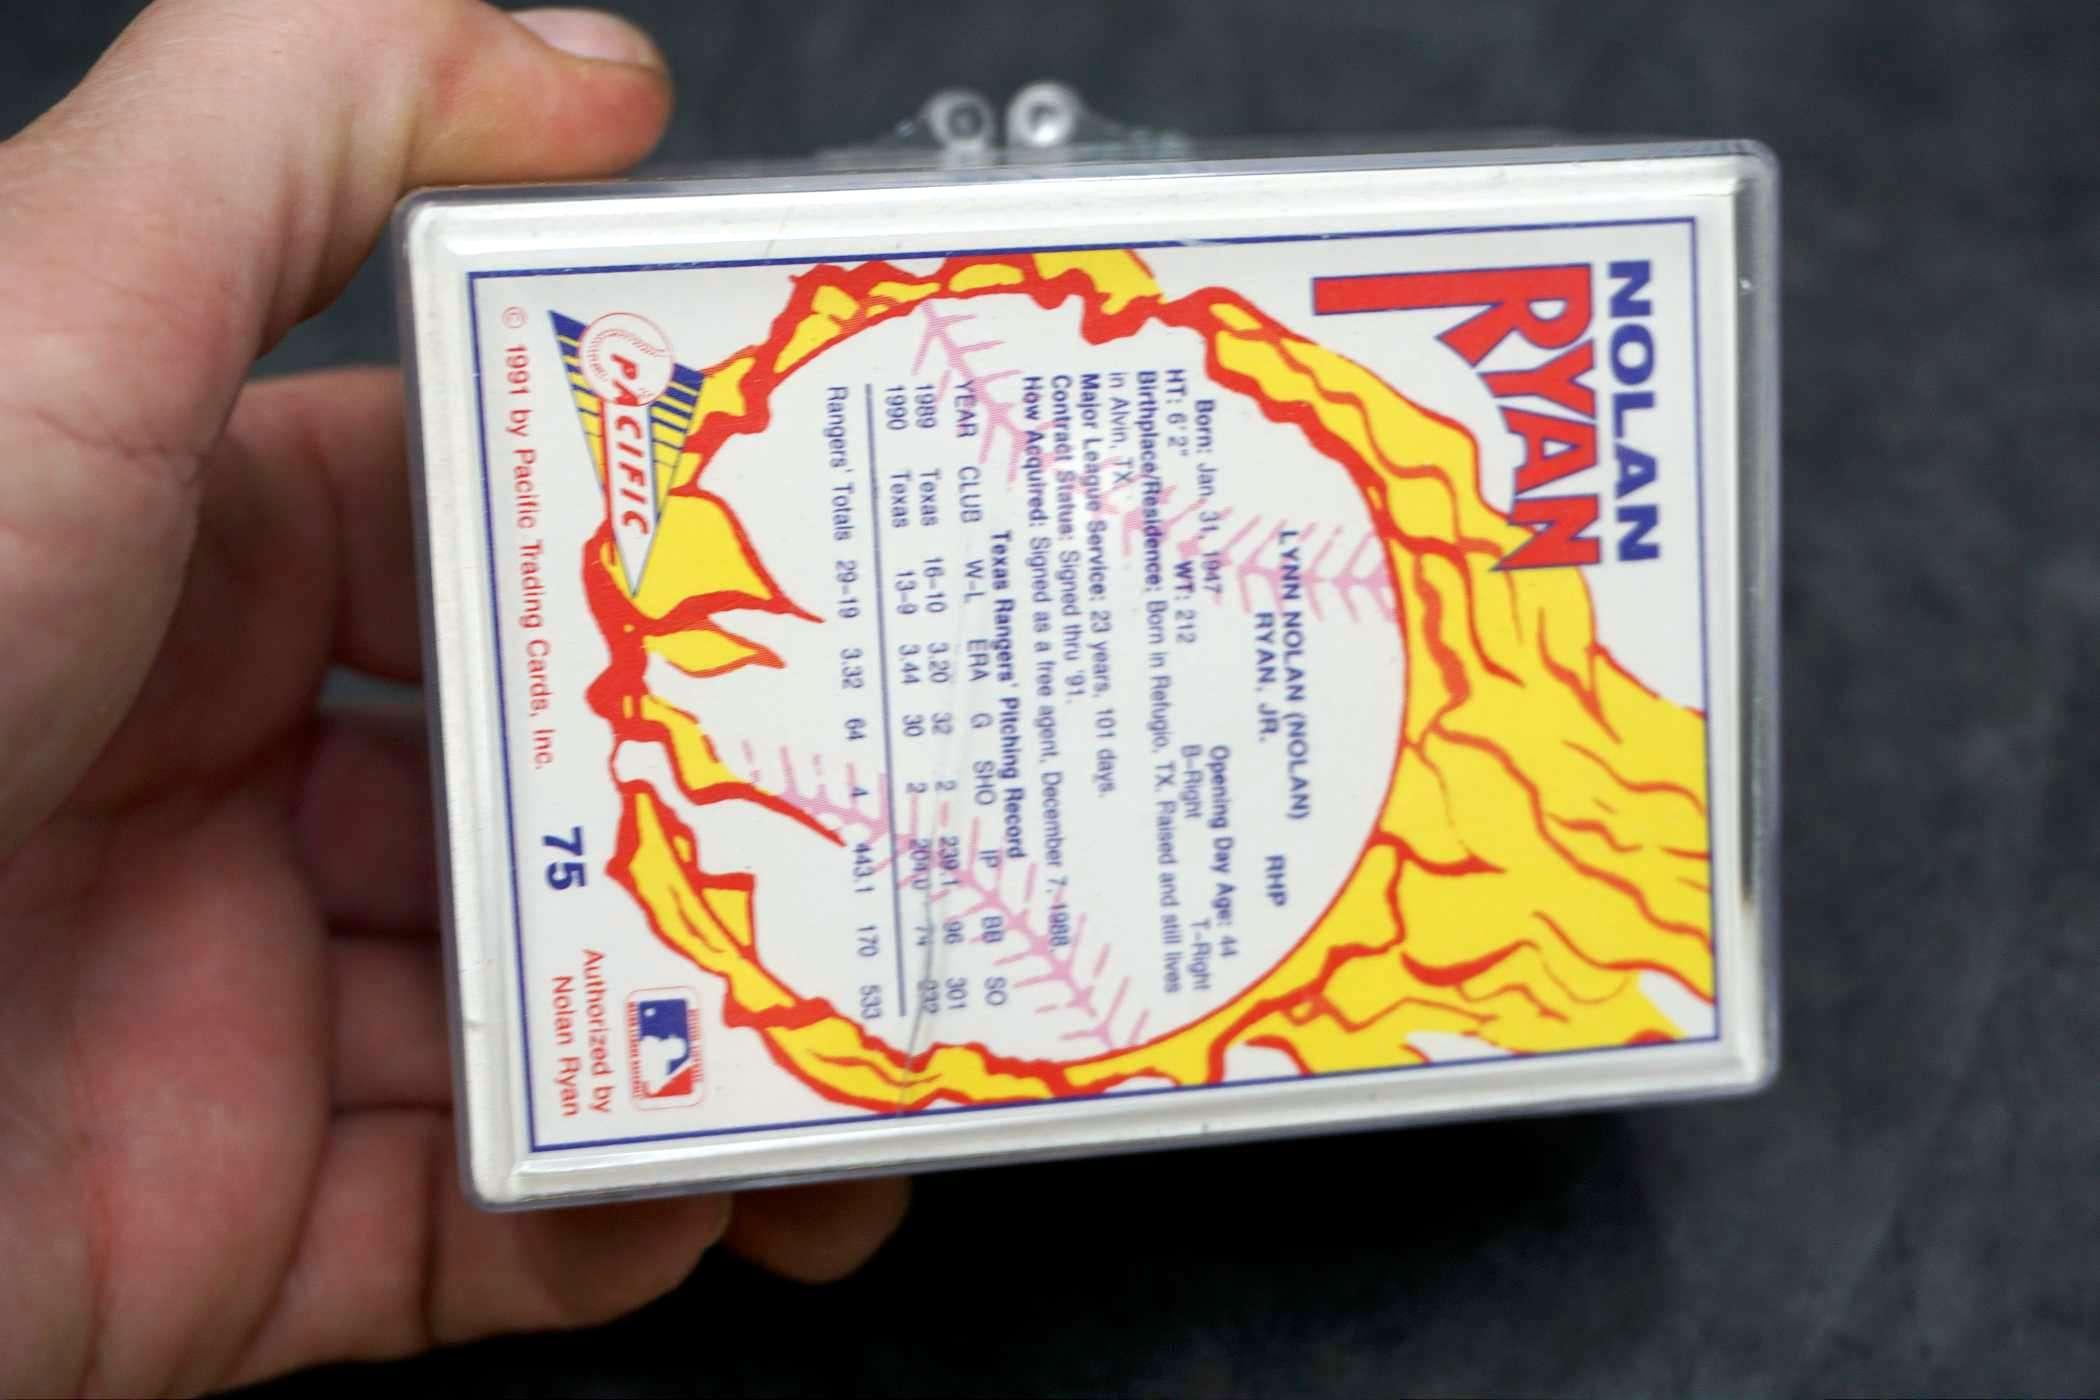 NOLAN
RYAN
LYNN NOLAN (NOLAN)
RYAN, JR. RHP
Born: Jan. 31, 1947 Opening Day Age: 44
HT: 6'2" WT: 212 B-Right T-Right
Birthplace/Residence: Born in Refugio, TX. Raised and still lives
in Alvin, TX
Major League Service: 23 years, 101 days.
Contract Status: Signed thru '91.
How Acquired: Signed as a free agent, December 7, 1988.
Texas Rangers' Pitching Record
YEAR CLUB W-L ERA G SHO IP BB SO
1989 Texas 16-10 3.20 32 2 239.1 96 301
1990 Texas 13-9 3.44 30 2 204.0 74 232
Rangers' Totals 29-19 3.32 64 4 443.1 170 533
PACIFIC
© 1991 by Pacific Trading Cards, Inc.
75
Authorized by
Nolan Ryan